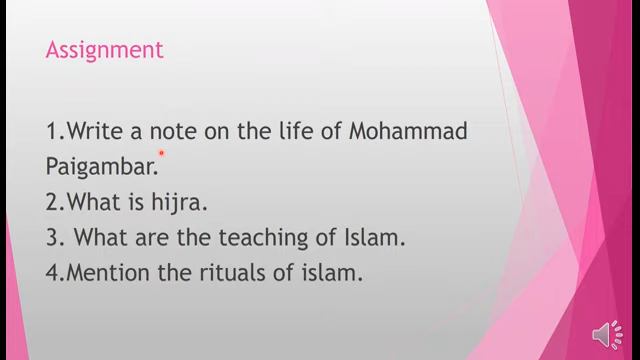 Assignment
1.Write a note on the life of Mohammad
Paigambar.
2.What is hijra.
3. What are the teaching of Islam.
4.Mention the rituals of islam.